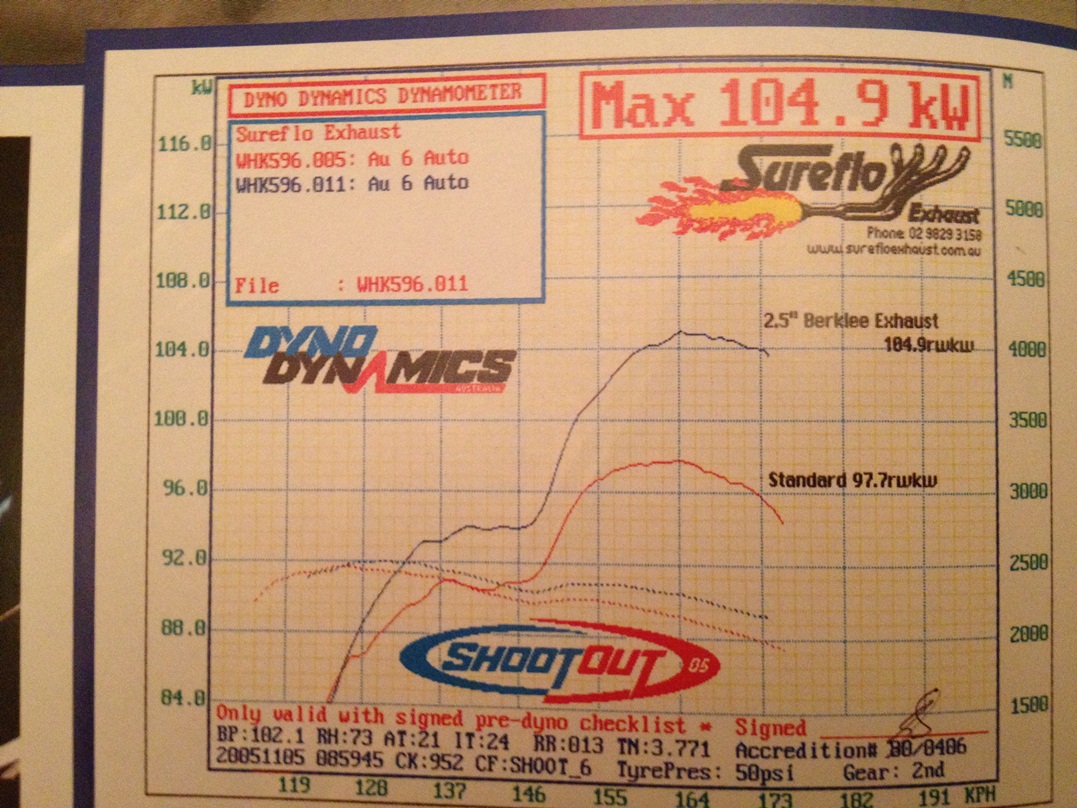 kW
DYNO DYNAMICS DYNAMOMETER
Max 104.9 kW
M
Sureflo Exhaust
WHK596.005: Au 6 Auto
WHK596.011: Au 6 Auto
File : WHK596.011
Sureflo
Exhaust
Phone: 02 9829 3158
www.surefloexhaust.com.au
116.0
112.0
108.0
104.0
100.0
96.0
92.0
88.0
84.0
5500
5000
4500
4000
3500
3000
2500
2000
1500
DYNO
DYNAMICS
AUSTRALIA
2.5" Berklee Exhaust
104.9rwkw
Standard 97.7rwkw
SHOOTOUT 05
Only valid with signed pre-dyno checklist * Signed
BP:102.1 RH:73 AT:21 IT:24 RR:013 TN:3.771 Accredition# 0406
20051105 085945 CK:952 CF:SHOOT_6 TyrePres: 50psi Gear: 2nd
119 128 137 146 155 164 173 182 191 KPH